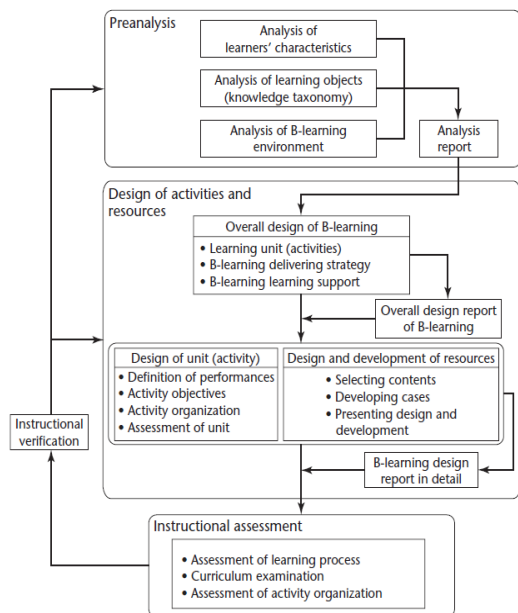 Preanalysis
Analysis of
learners' characteristics
Analysis of learning objects
(knowledge taxonomy)
Analysis of B-learning
environment
Analysis
report
Design of activities and
resources
Overall design of B-learning
• Learning unit (activities)
• B-learning delivering strategy
• B-learning learning support
Overall design report
of B-learning
Design of unit (activity)
• Definition of performances
• Activity objectives
• Activity organization
• Assessment of unit
Design and development of resources
• Selecting contents
• Developing cases
• Presenting design and
development
Instructional
verification
B-learning design
report in detail
Instructional assessment
• Assessment of learning process
• Curriculum examination
• Assessment of activity organization